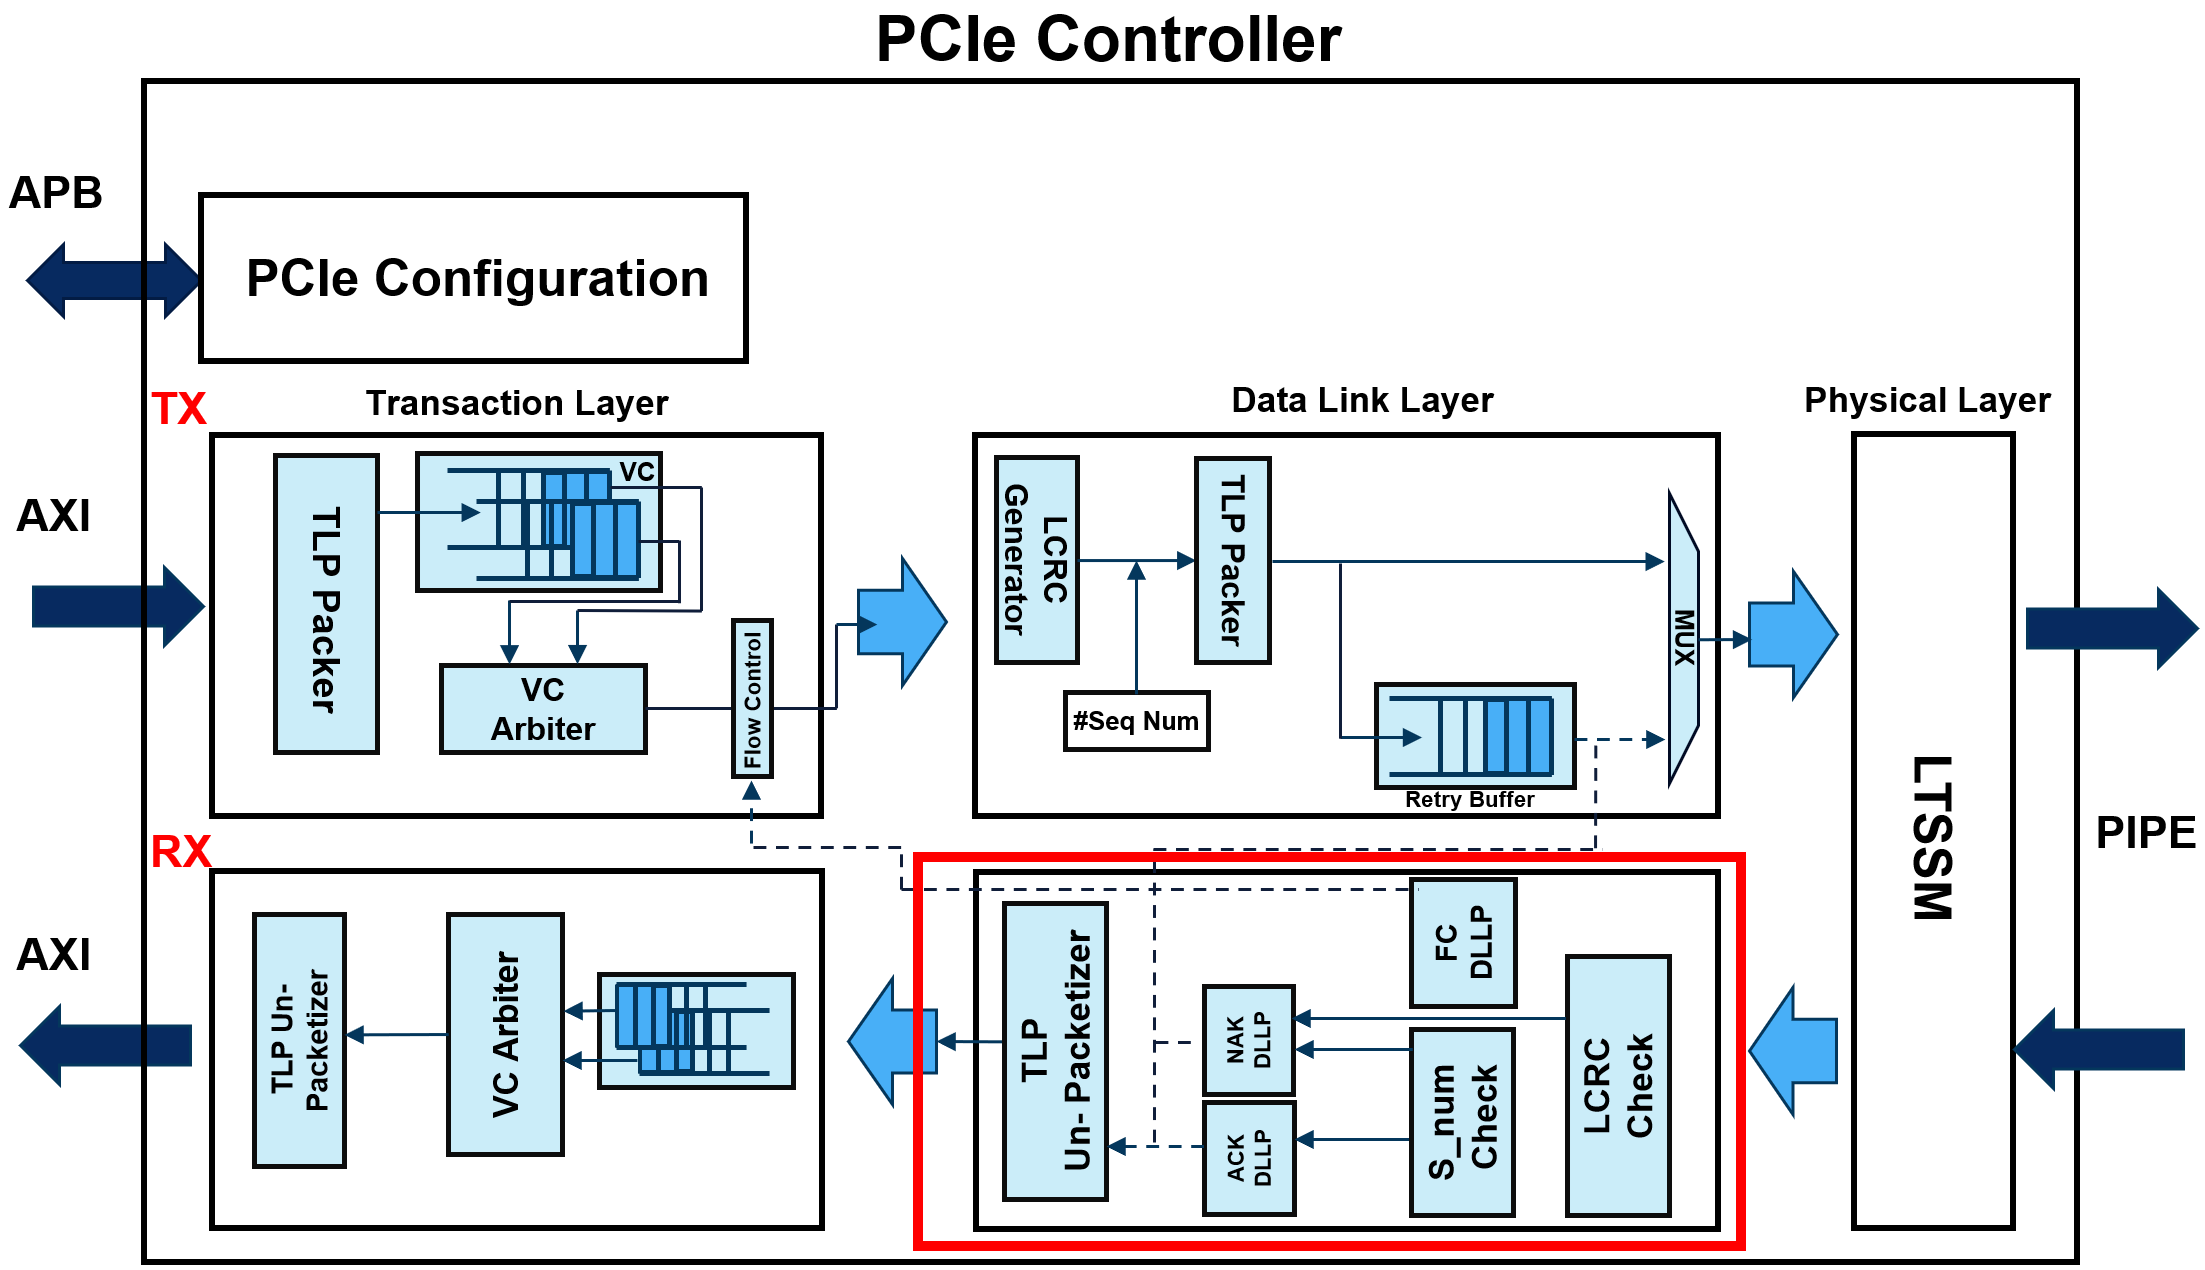 PCIe Controller
APB
PCIe Configuration
TX
Transaction Layer
Data Link Layer
Physical Layer
AXI
TLP Packer
VC
VC
Arbiter
Flow Control
LCRC
Generator
#Seq Num
TLP Packer
Retry Buffer
MUX
LTSSM
PIPE
RX
AXI
TLP Un-
Packetizer
VC Arbiter
TLP
Un- Packetizer
NAK
DLLP
ACK
DLLP
FC
DLLP
S_num
Check
LCRC
Check